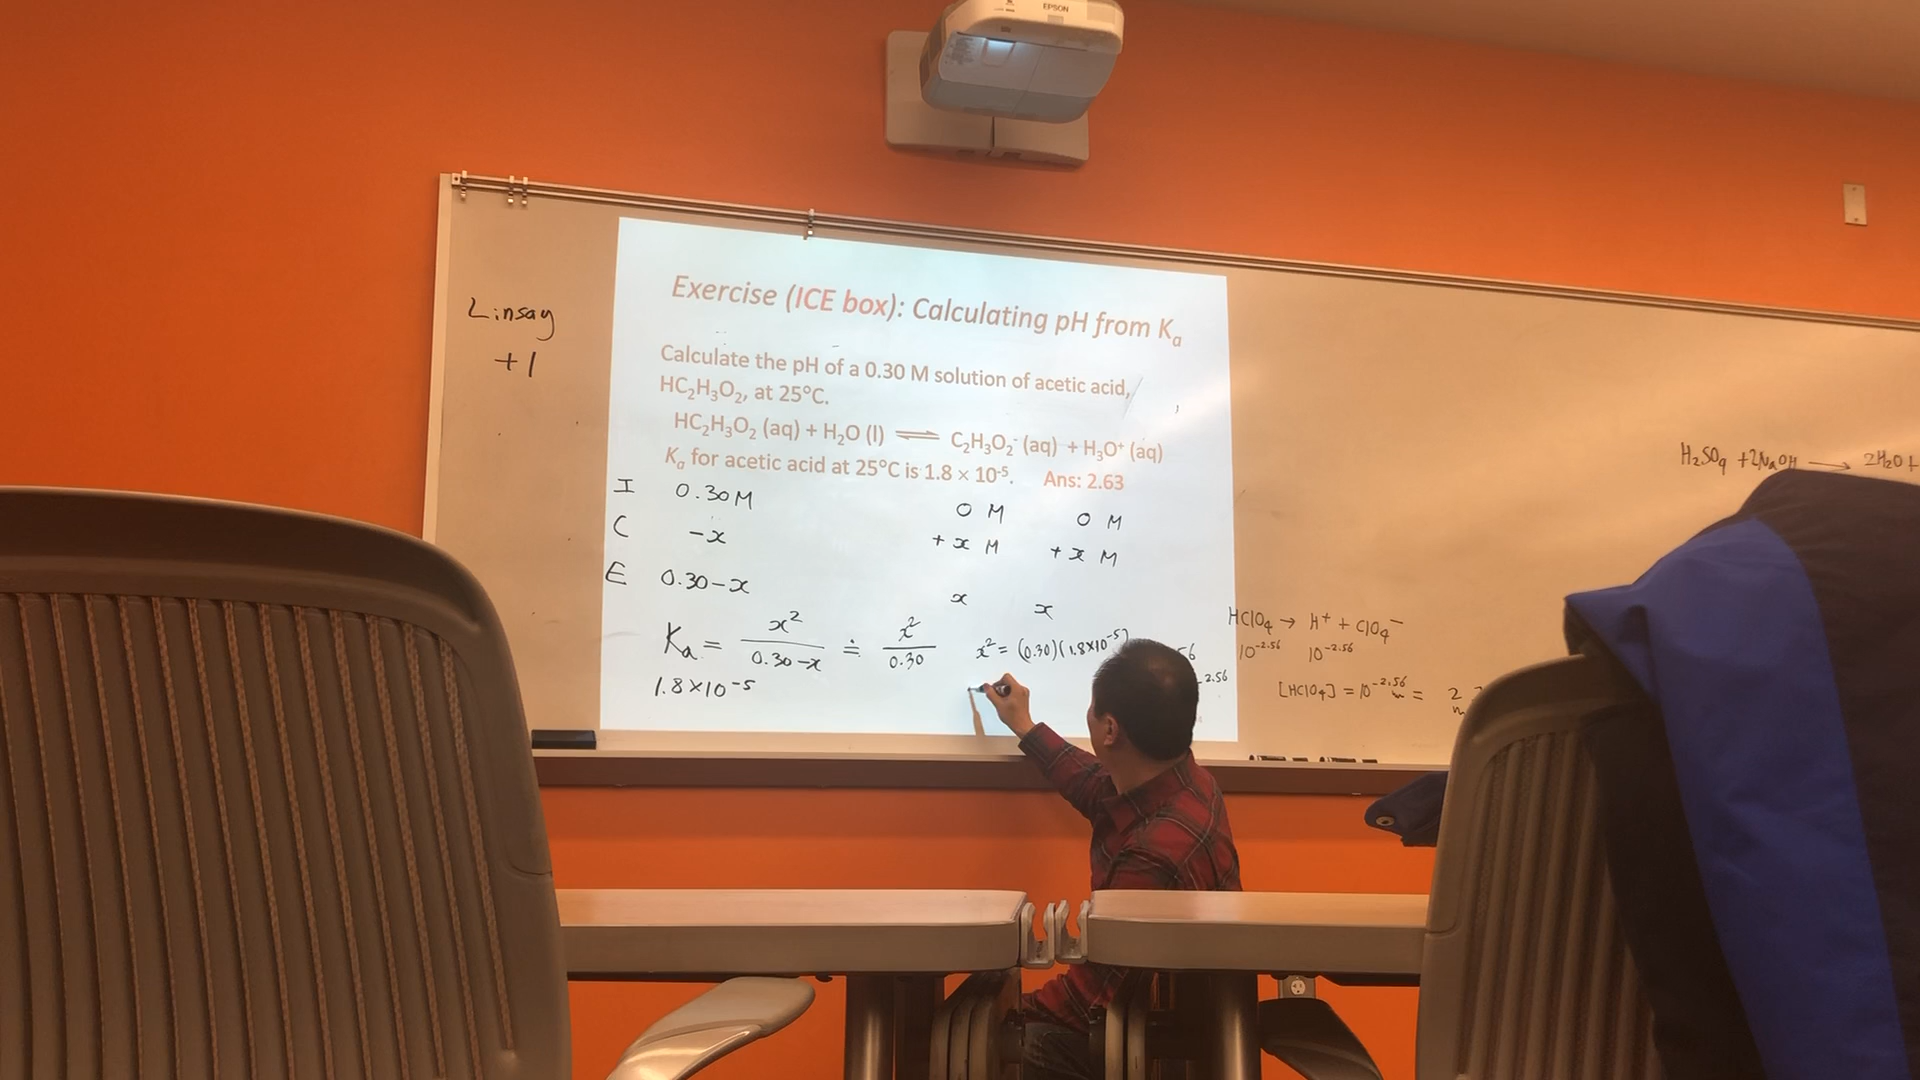 EPSON
Linsay
+1
Exercise (ICE box): Calculating pH from Kₐ
Calculate the pH of a 0.30 M solution of acetic acid,
HC₂H₃O₂, at 25°C.
HC₂H₃O₂ (aq) + H₂O (l) ⇌ C₂H₃O₂⁻ (aq) + H₃O⁺ (aq)
Kₐ for acetic acid at 25°C is 1.8 × 10⁻⁵. Ans: 2.63
I 0.30 M 0 M 0 M
C -x +x M +x M
E 0.30-x x x
Kₐ = x²/(0.30-x) ≐ x²/0.30 x² = (0.30)(1.8×10⁻⁵)
1.8×10⁻⁵
H₂SO₄ + 2NaOH → 2H₂O +
HClO₄ → H⁺ + ClO₄⁻
10⁻²·⁵⁶ 10⁻²·⁵⁶
[HClO₄] = 10⁻²·⁵⁶ m =